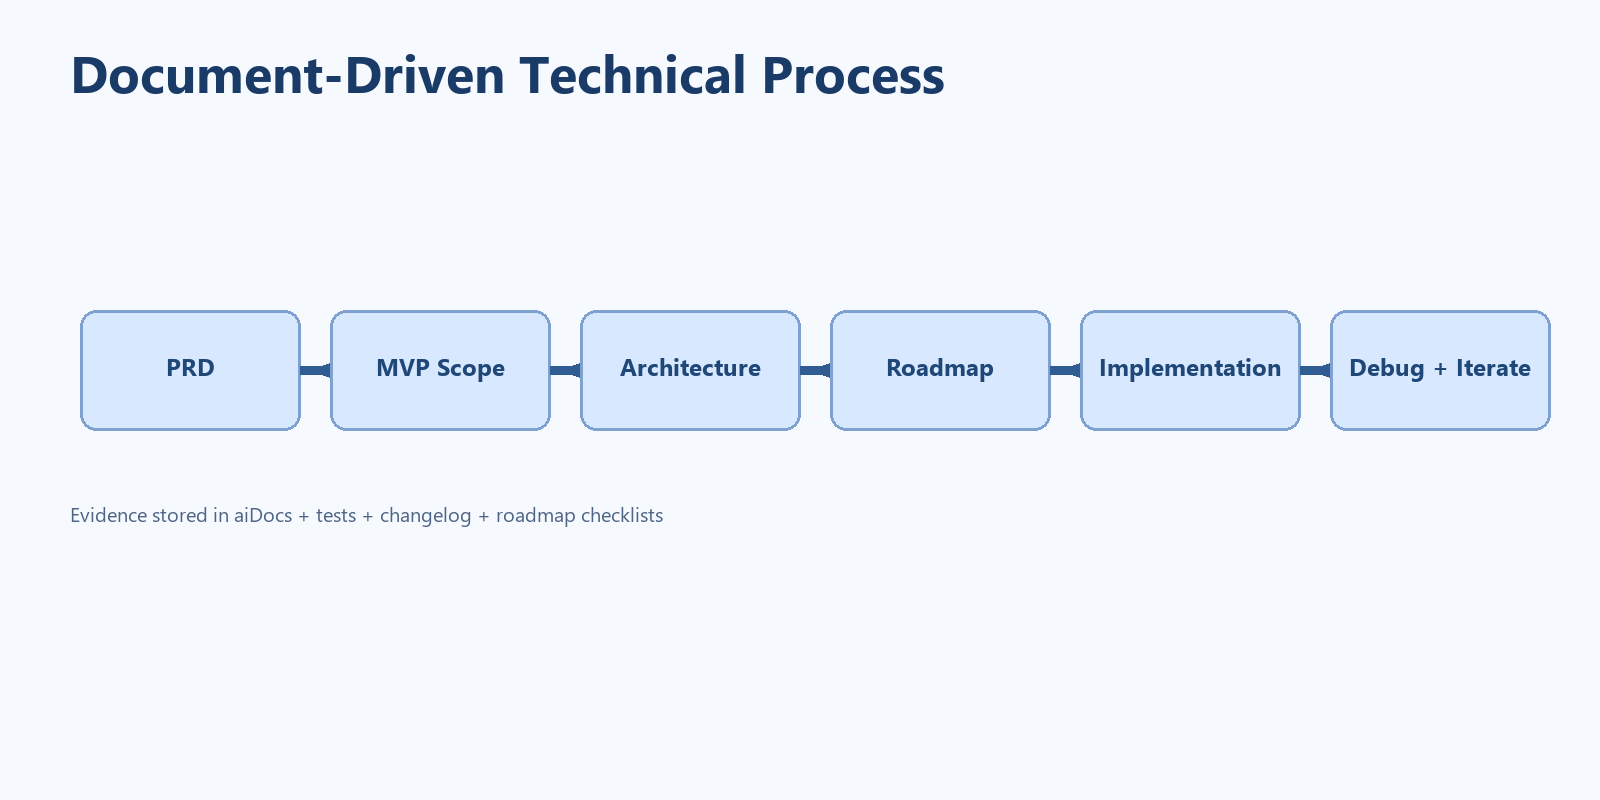 Document-Driven Technical Process
PRD
MVP Scope
Architecture
Roadmap
Implementation
Debug + Iterate
Evidence stored in aiDocs + tests + changelog + roadmap checklists